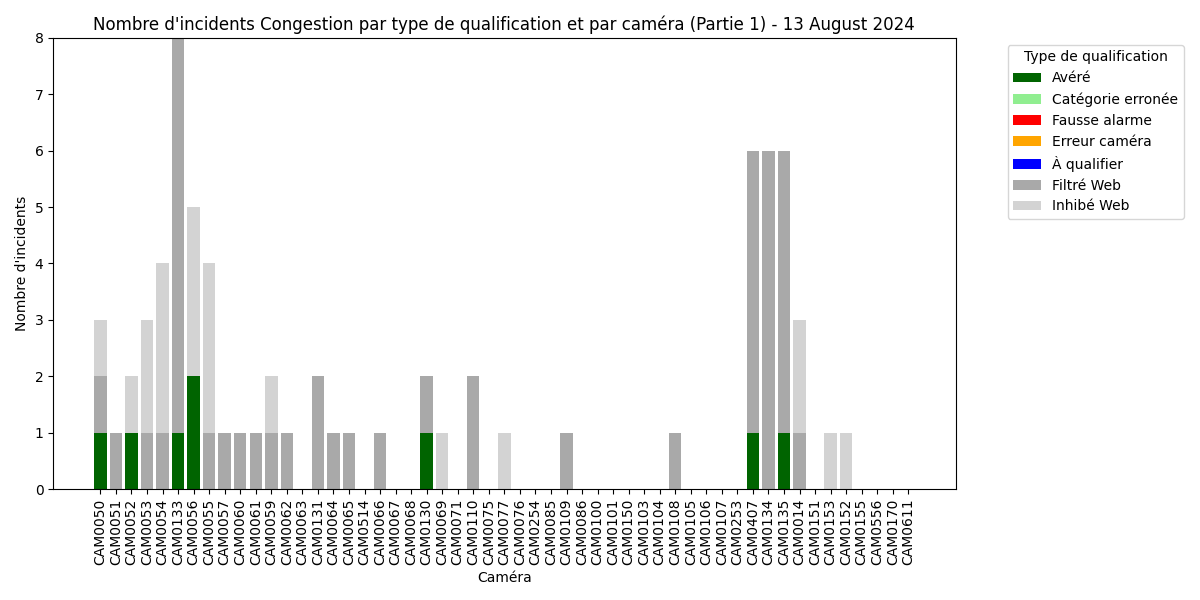 Nombre d'incidents Congestion par type de qualification et par caméra (Partie 1) - 13 August 2024
Type de qualification
Avéré
Catégorie erronée
Fausse alarme
Erreur caméra
À qualifier
Filtré Web
Inhibé Web
Nombre d'incidents
8
7
6
5
4
3
2
1
0
CAM0050
CAM0051
CAM0052
CAM0053
CAM0054
CAM0133
CAM0056
CAM0055
CAM0057
CAM0060
CAM0061
CAM0059
CAM0062
CAM0063
CAM0131
CAM0064
CAM0065
CAM0514
CAM0066
CAM0067
CAM0068
CAM0130
CAM0069
CAM0071
CAM0110
CAM0075
CAM0077
CAM0076
CAM0254
CAM0085
CAM0109
CAM0086
CAM0100
CAM0101
CAM0150
CAM0103
CAM0104
CAM0108
CAM0105
CAM0106
CAM0107
CAM0253
CAM0407
CAM0134
CAM0135
CAM0014
CAM0151
CAM0153
CAM0152
CAM0155
CAM0556
CAM0170
CAM0611
Caméra